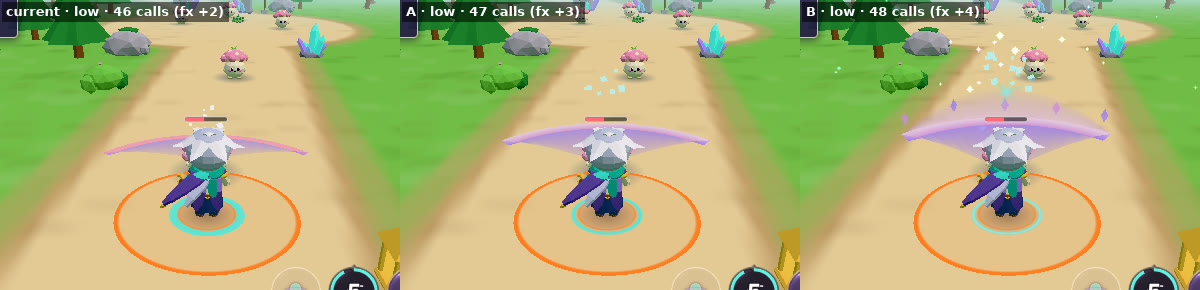 current · low · 46 calls (fx +2)
A · low · 47 calls (fx +3)
B · low · 48 calls (fx +4)